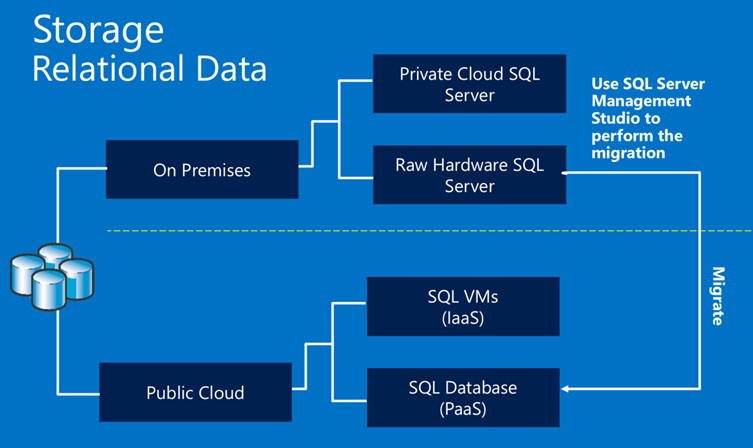 Storage
Relational Data
Private Cloud SQL
Server
Use SQL Server
Management
Studio to
perform the
migration
On Premises
Raw Hardware SQL
Server
SQL VMs
(IaaS)
Migrate
Public Cloud
SQL Database
(PaaS)